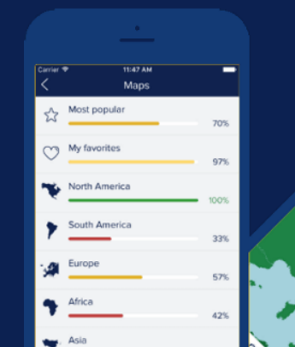 Carrier 11:47 AM
Maps
Most popular
70%
My favorites
97%
North America
100%
South America
33%
Europe
57%
Africa
42%
Asia